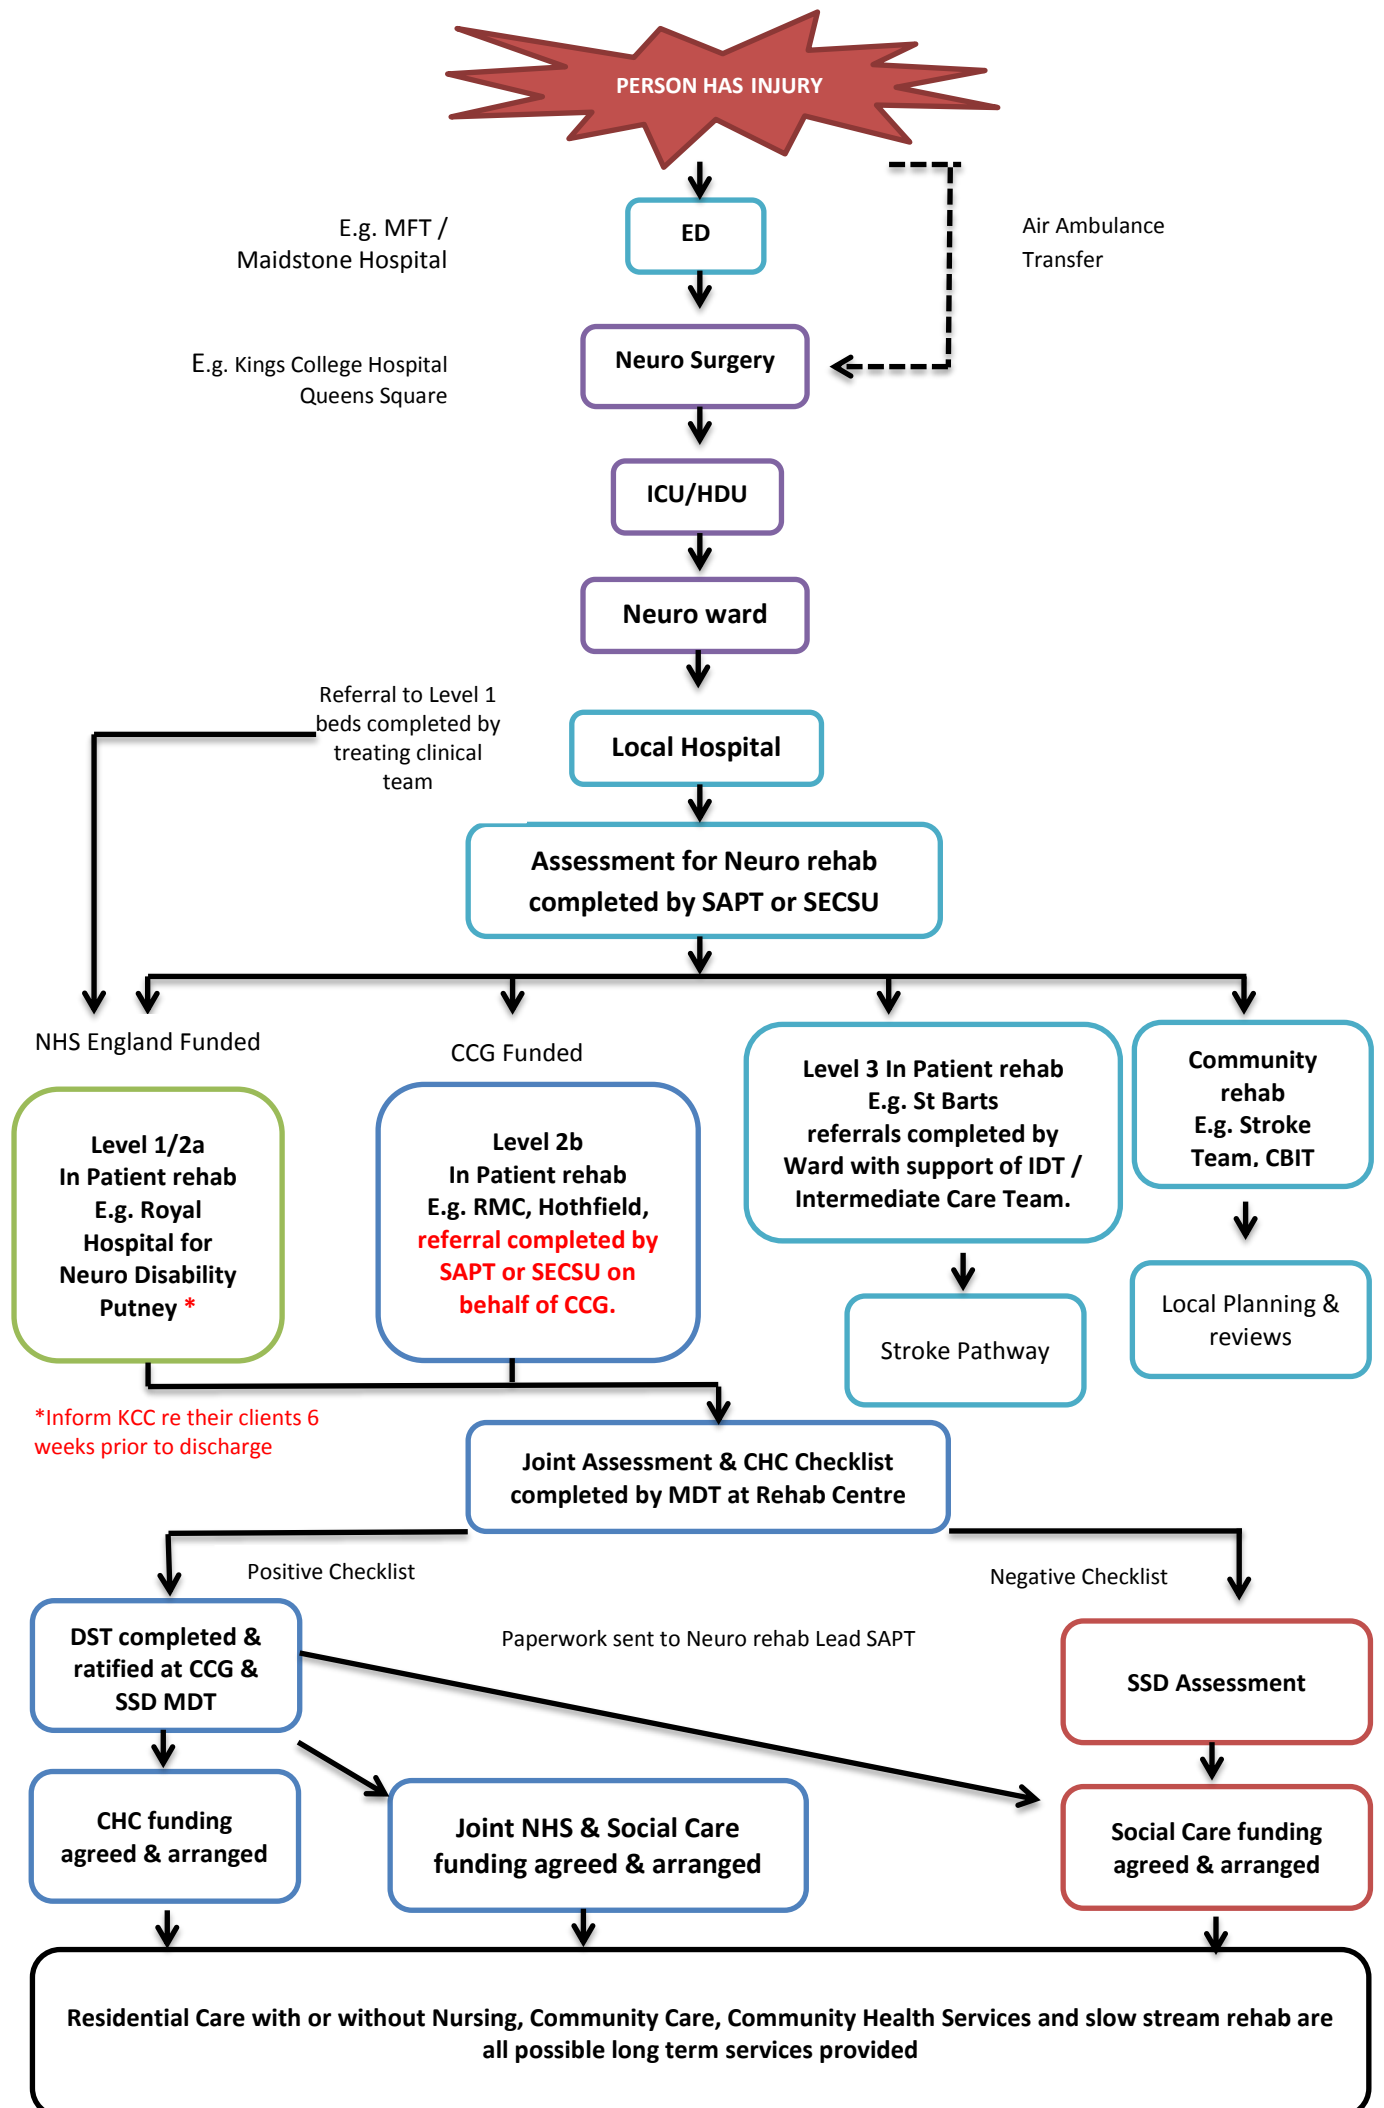 PERSON HAS INJURY
E.g. MFT /
Maidstone Hospital
ED
Air Ambulance
Transfer
E.g. Kings College Hospital
Queens Square
Neuro Surgery
ICU/HDU
Neuro ward
Referral to Level 1
beds completed by
treating clinical
team
Local Hospital
Assessment for Neuro rehab
completed by SAPT or SECSU
NHS England Funded
CCG Funded
Level 1/2a
In Patient rehab
E.g. Royal
Hospital for
Neuro Disability
Putney *
Level 2b
In Patient rehab
E.g. RMC, Hothfield,
referral completed by
SAPT or SECSU on
behalf of CCG.
Level 3 In Patient rehab
E.g. St Barts
referrals completed by
Ward with support of IDT /
Intermediate Care Team.
Community
rehab
E.g. Stroke
Team, CBIT
Stroke Pathway
Local Planning &
reviews
*Inform KCC re their clients 6
weeks prior to discharge
Joint Assessment & CHC Checklist
completed by MDT at Rehab Centre
Positive Checklist
Negative Checklist
DST completed &
ratified at CCG &
SSD MDT
Paperwork sent to Neuro rehab Lead SAPT
SSD Assessment
CHC funding
agreed & arranged
Joint NHS & Social Care
funding agreed & arranged
Social Care funding
agreed & arranged
Residential Care with or without Nursing, Community Care, Community Health Services and slow stream rehab are
all possible long term services provided